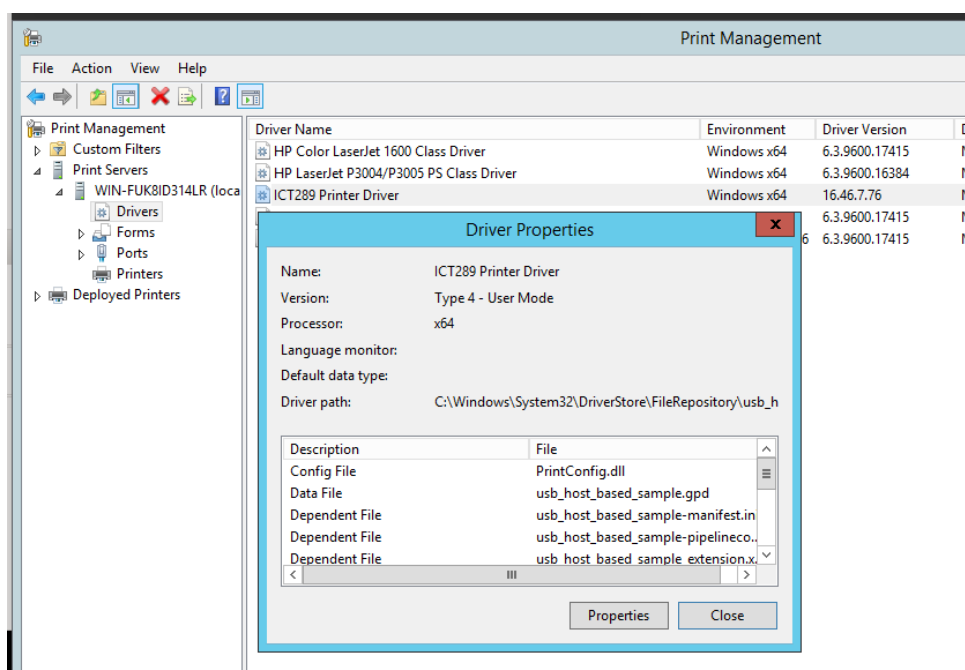 Print Management
File Action View Help
Print Management
Custom Filters
Print Servers
WIN-FUK8ID314LR (loca
Drivers
Forms
Ports
Printers
Deployed Printers
Driver Name Environment Driver Version
HP Color LaserJet 1600 Class Driver Windows x64 6.3.9600.17415
HP LaserJet P3004/P3005 PS Class Driver Windows x64 6.3.9600.16384
ICT289 Printer Driver Windows x64 16.46.7.76
6.3.9600.17415
6 6.3.9600.17415
Driver Properties
Name: ICT289 Printer Driver
Version: Type 4 - User Mode
Processor: x64
Language monitor:
Default data type:
Driver path: C:\Windows\System32\DriverStore\FileRepository\usb_h
Description File
Config File PrintConfig.dll
Data File usb_host_based_sample.gpd
Dependent File usb_host_based_sample-manifest.in
Dependent File usb_host_based_sample-pipelineco..
Dependent File usb_host_based_sample_extension.x
Properties Close